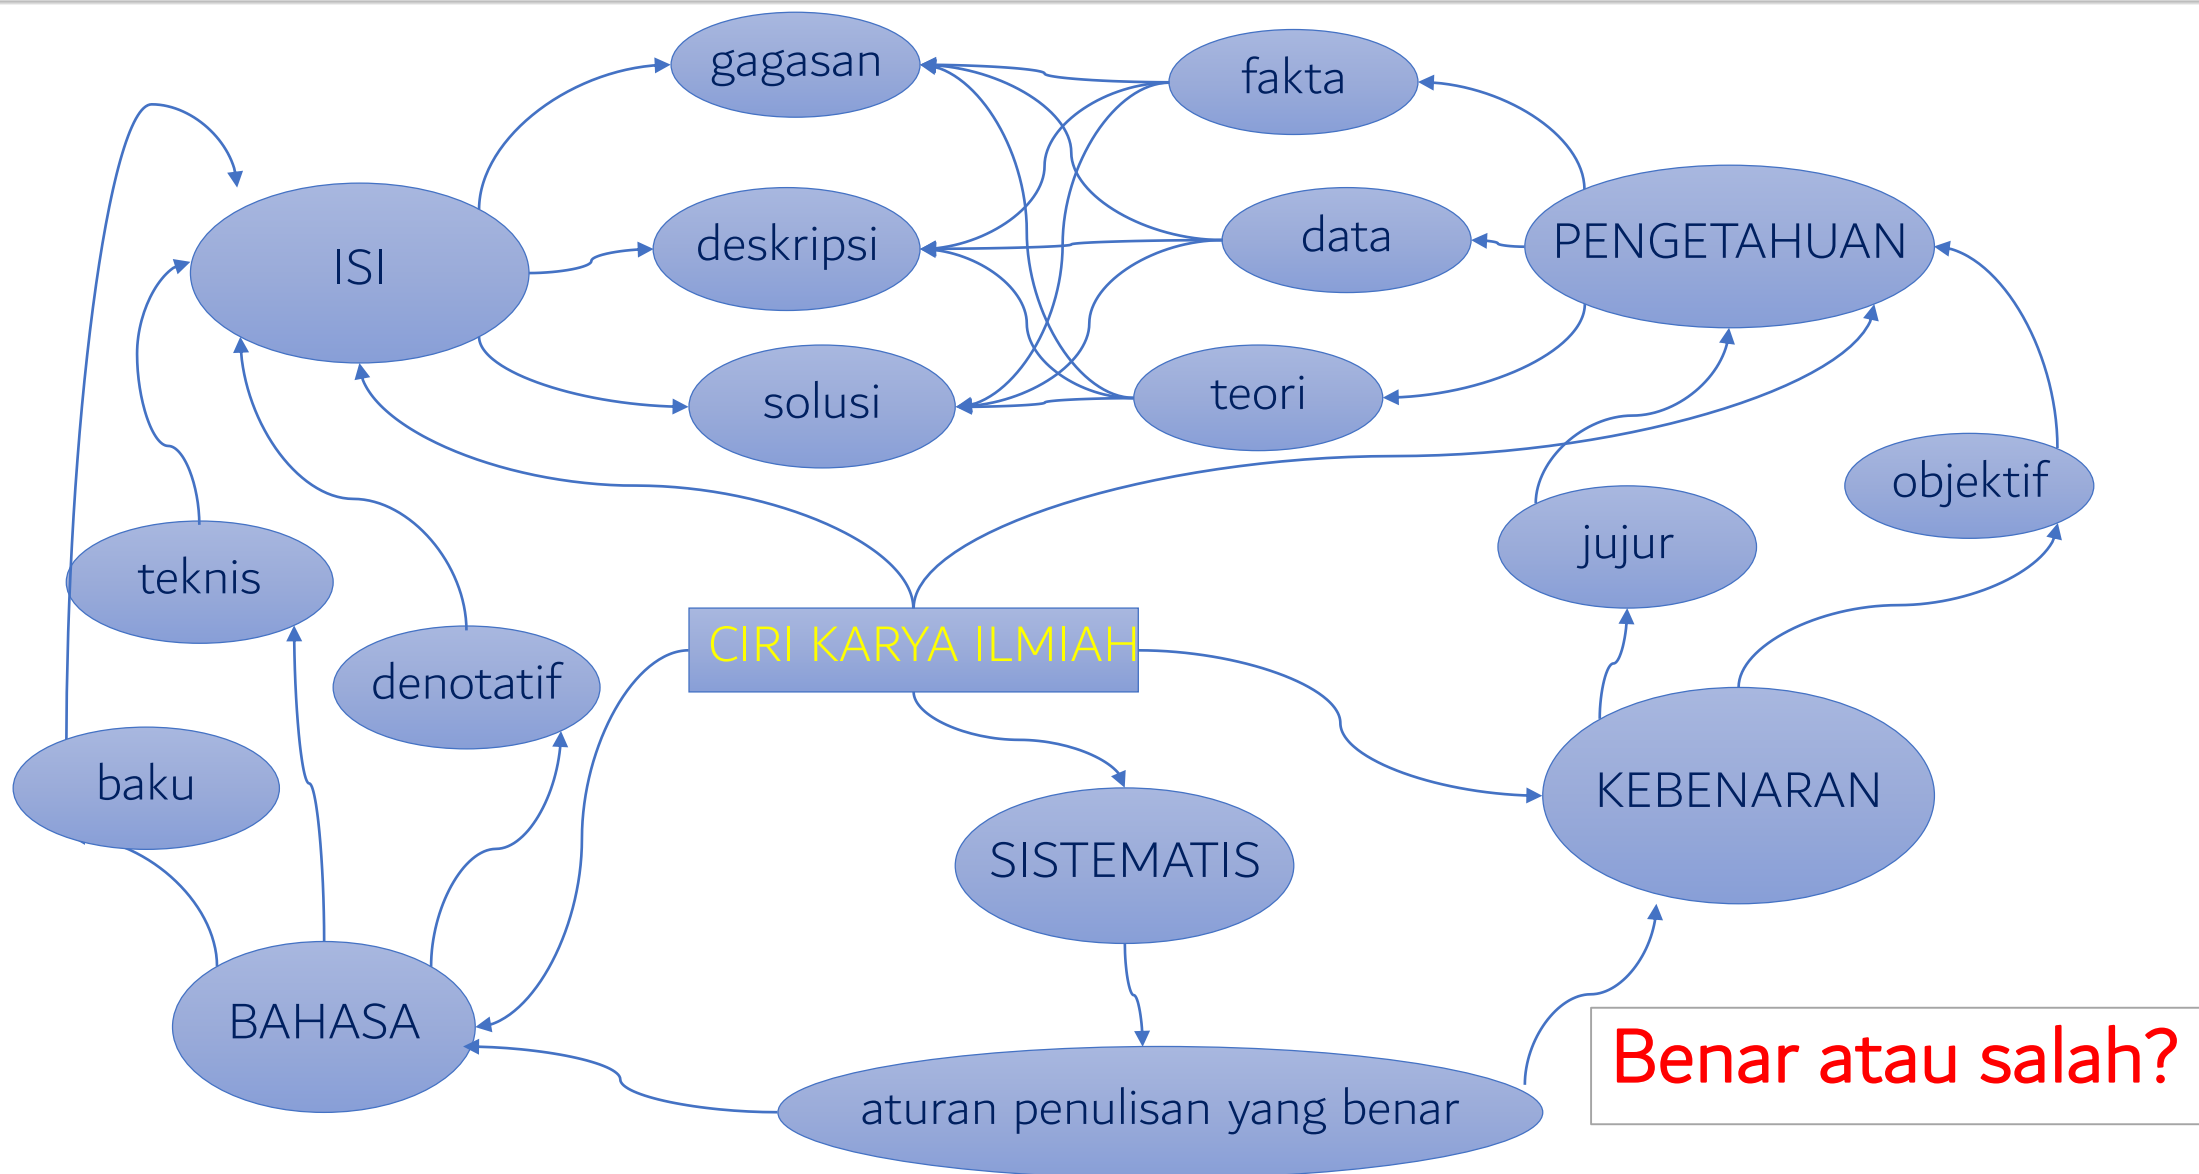 gagasan
fakta
ISI
deskripsi
data
PENGETAHUAN
solusi
teori
objektif
jujur
teknis
denotatif
CIRI KARYA ILMIAH
baku
KEBENARAN
SISTEMATIS
BAHASA
aturan penulisan yang benar
Benar atau salah?